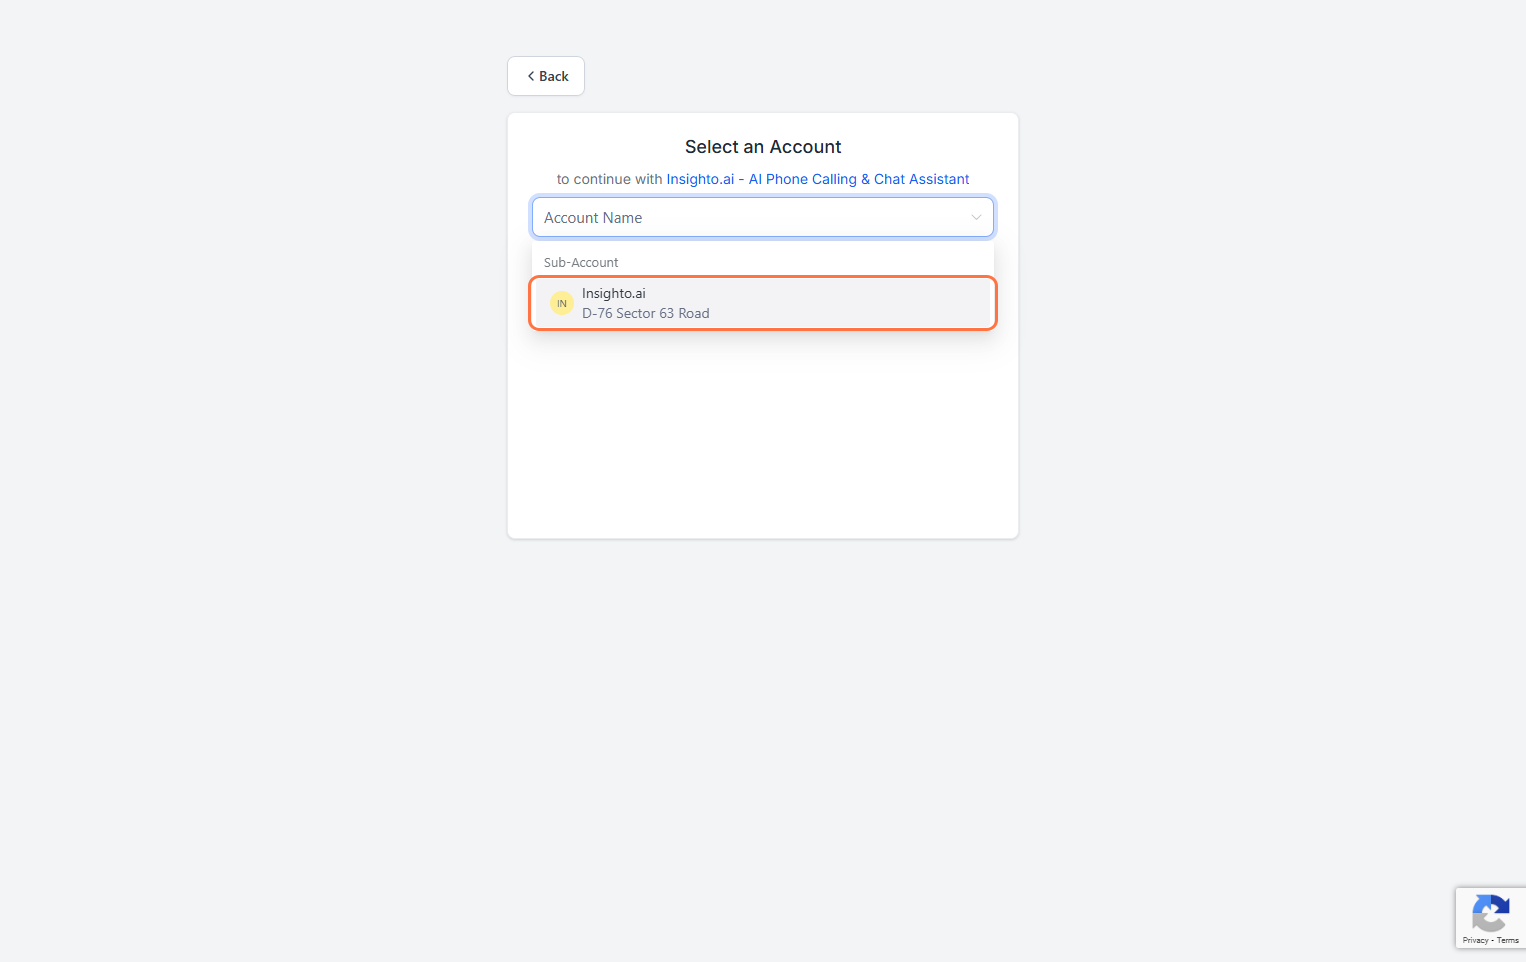 Back
Select an Account
to continue with Insighto.ai - AI Phone Calling & Chat Assistant
Account Name
Sub-Account
IN
Insighto.ai
D-76 Sector 63 Road
Privacy - Terms